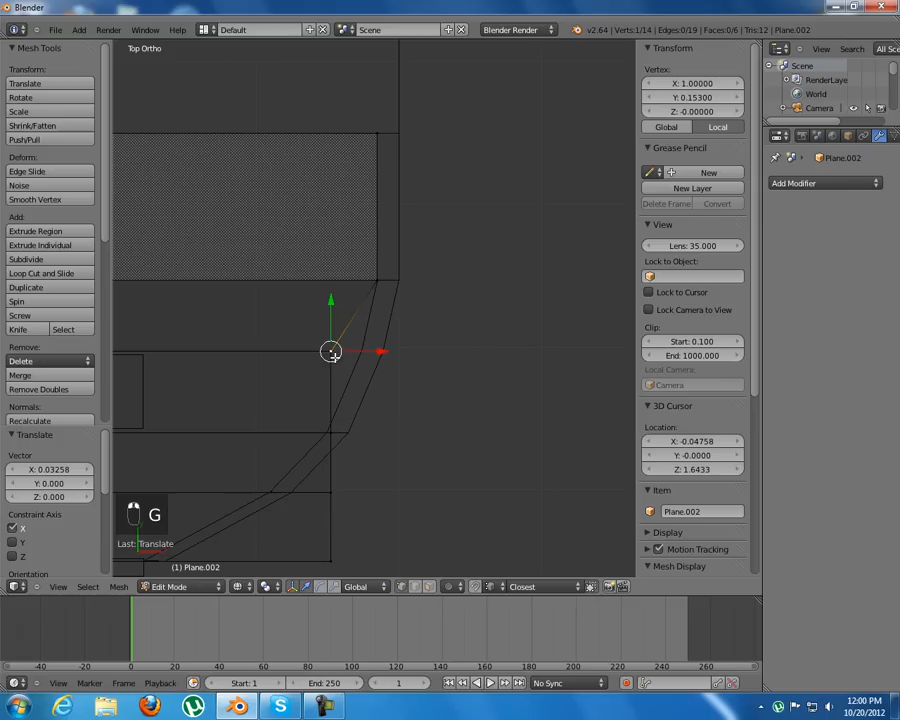 Blender
File Add Render Window Help Default Scene Blender Render v2.64 | Verts:1/14 | Edges:0/19 | Faces:0/6 | Tris:12 | Plane.002
Mesh Tools
Transform:
Translate
Rotate
Scale
Shrink/Fatten
Push/Pull
Deform:
Edge Slide
Noise
Smooth Vertex
Add:
Extrude Region
Extrude Individual
Subdivide
Loop Cut and Slide
Duplicate
Spin
Screw
Knife Select
Remove:
Delete
Merge
Remove Doubles
Normals:
Recalculate
Translate
Vector
X: 0.03258
Y: 0.000
Z: 0.000
Constraint Axis
X
Y
Z
Orientation
Top Ortho
G
Last: Translate
(1) Plane.002
Transform
Vertex:
X: 1.00000
Y: 0.15300
Z: -0.00000
Global Local
Grease Pencil
New
New Layer
Delete Frame Convert
View
Lens: 35.000
Lock to Object:
Lock to Cursor
Lock Camera to View
Clip:
Start: 0.100
End: 1000.000
Local Camera:
Camera
3D Cursor
Location:
X: -0.04758
Y: -0.0000
Z: 1.6433
Item
Plane.002
Display
Motion Tracking
Mesh Display
View Search All Sce
Scene
RenderLaye
World
Camera
Plane.002
Add Modifier
View Select Mesh Edit Mode Global Closest
-40 -20 0 20 40 60 80 100 120 140 160 180 200 220 240 260
View Marker Frame Playback Start: 1 End: 250 1 No Sync
12:00 PM
10/20/2012